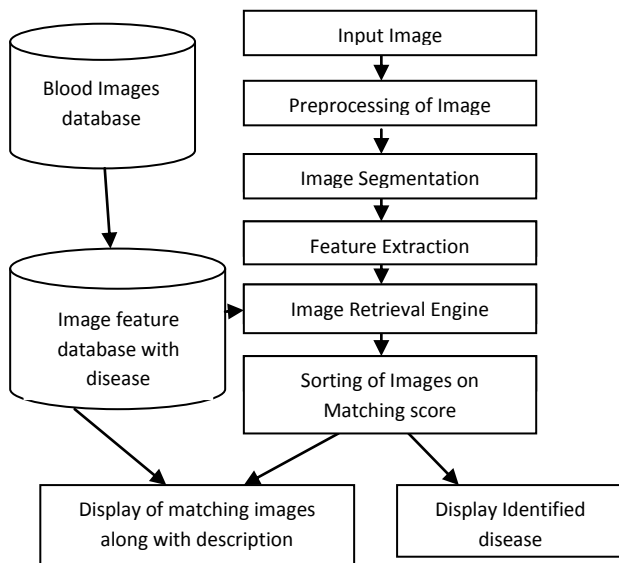 Input Image
Blood Images
database
Preprocessing of Image
Image Segmentation
Feature Extraction
Image feature
database with
disease
Image Retrieval Engine
Sorting of Images on
Matching score
Display of matching images
along with description
Display Identified
disease